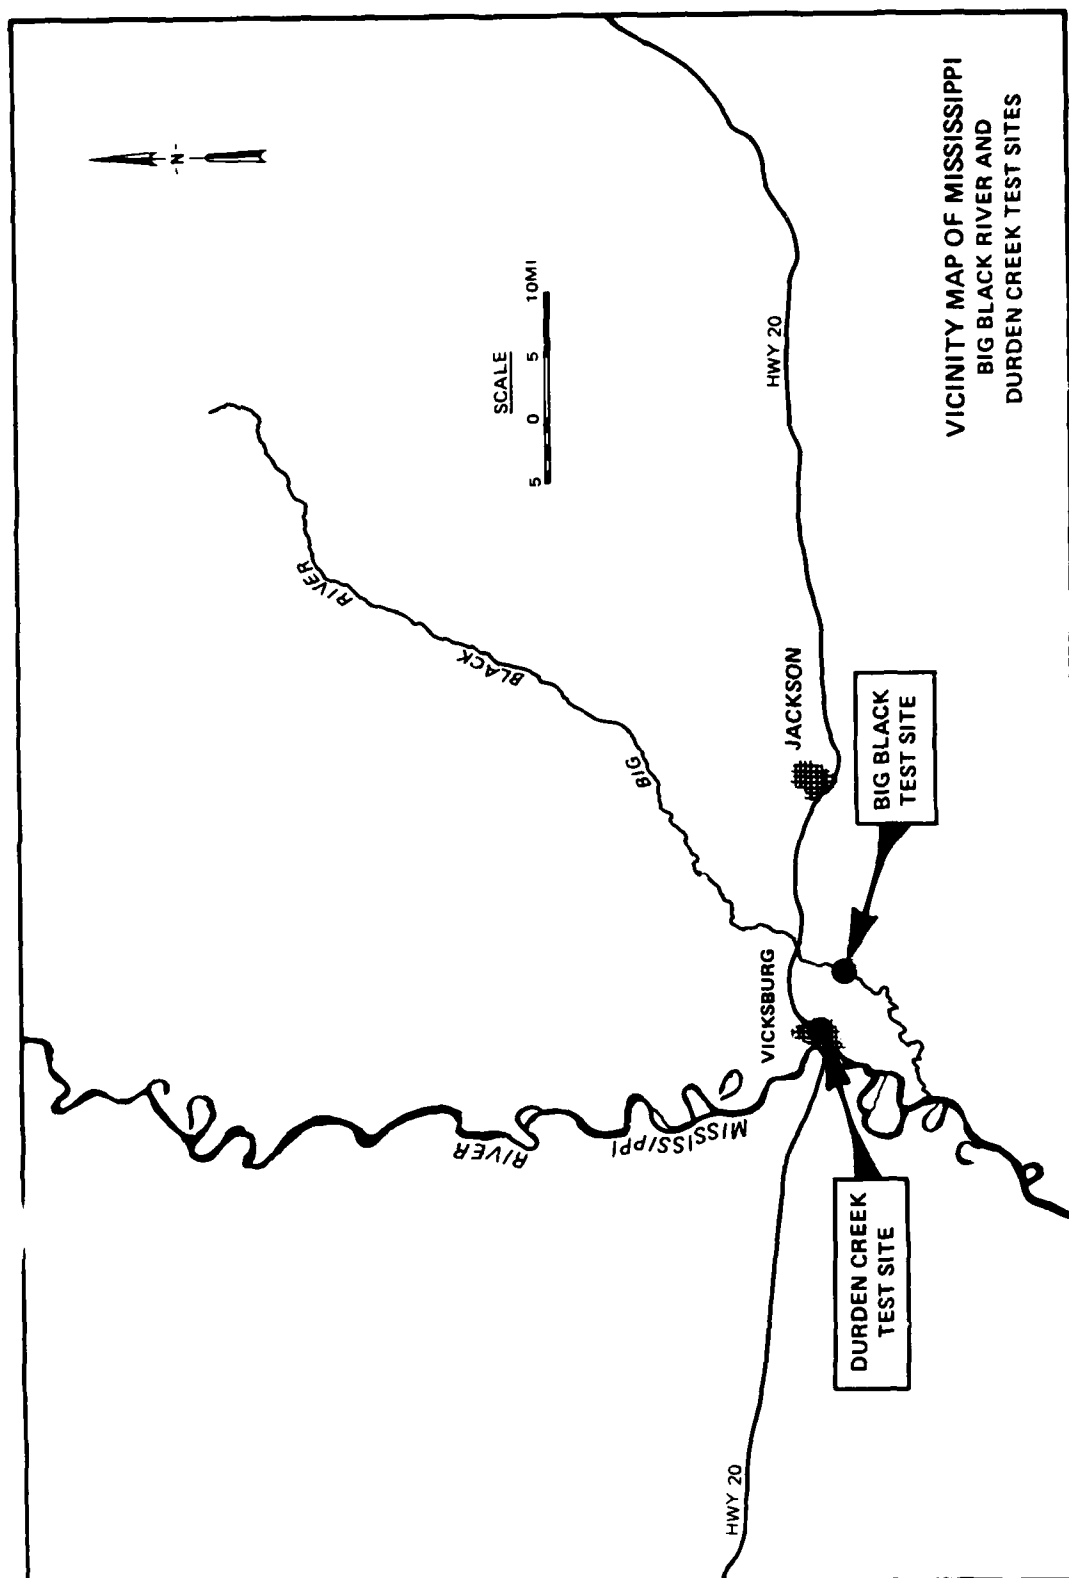 -N-
SCALE
5 0 5 10MI
RIVER
BLACK
BIG
HWY 20
JACKSON
VICKSBURG
BIG BLACK
TEST SITE
MISSISSIPPI
RIVER
DURDEN CREEK
TEST SITE
HWY 20
VICINITY MAP OF MISSISSIPPI
BIG BLACK RIVER AND
DURDEN CREEK TEST SITES